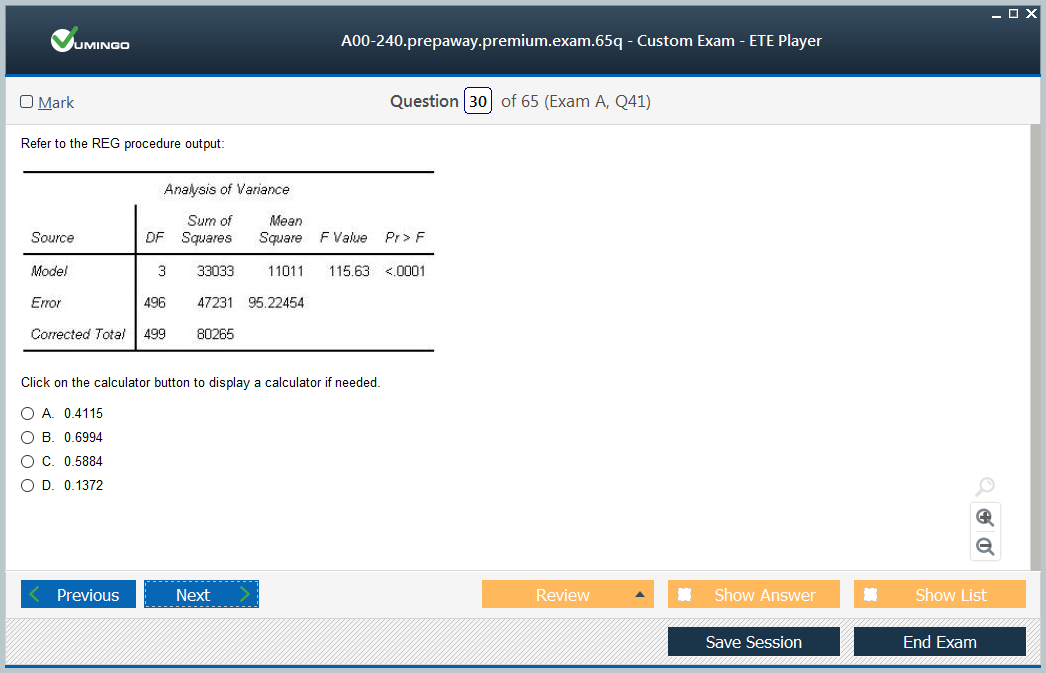 VUMINGO
A00-240.prepaway.premium.exam.65q - Custom Exam - ETE Player
Mark
Question 30 of 65 (Exam A, Q41)
Refer to the REG procedure output:
Analysis of Variance
Source DF Sum of Squares Mean Square F Value Pr > F
Model 3 33033 11011 115.63 <.0001
Error 496 47231 95.22454
Corrected Total 499 80265
Click on the calculator button to display a calculator if needed.
A. 0.4115
B. 0.6994
C. 0.5884
D. 0.1372
Previous Next Review Show Answer Show List
Save Session End Exam